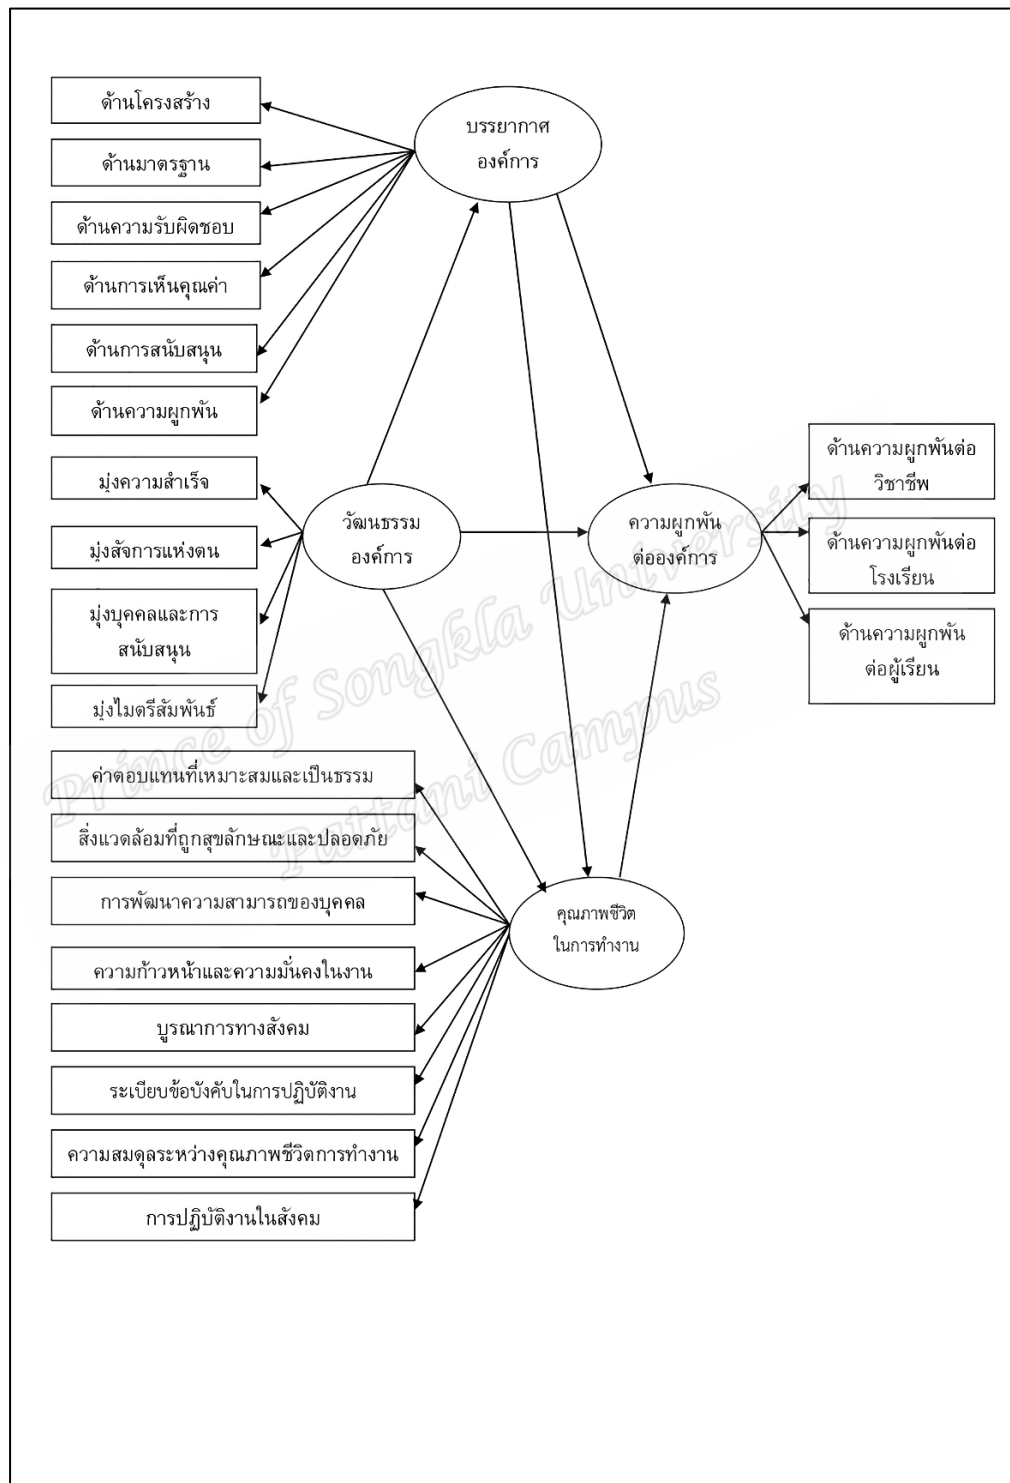 ด้านโครงสร้าง
ด้านมาตรฐาน
ด้านความรับผิดชอบ
ด้านการเห็นคุณค่า
ด้านการสนับสนุน
ด้านความผูกพัน
บรรยากาศ
องค์การ
มุ่งความสำเร็จ
มุ่งสัจการแห่งตน
มุ่งบุคคลและการ
สนับสนุน
มุ่งไมตรีสัมพันธ์
วัฒนธรรม
องค์การ
ความผูกพัน
ต่อองค์การ
ด้านความผูกพันต่อ
วิชาชีพ
ด้านความผูกพันต่อ
โรงเรียน
ด้านความผูกพัน
ต่อผู้เรียน
ค่าตอบแทนที่เหมาะสมและเป็นธรรม
สิ่งแวดล้อมที่ถูกสุขลักษณะและปลอดภัย
การพัฒนาความสามารถของบุคคล
ความก้าวหน้าและความมั่นคงในงาน
บูรณาการทางสังคม
ระเบียบข้อบังคับในการปฏิบัติงาน
ความสมดุลระหว่างคุณภาพชีวิตการทำงาน
การปฏิบัติงานในสังคม
คุณภาพชีวิต
ในการทำงาน
Prince of Songkla University
Pattani Campus